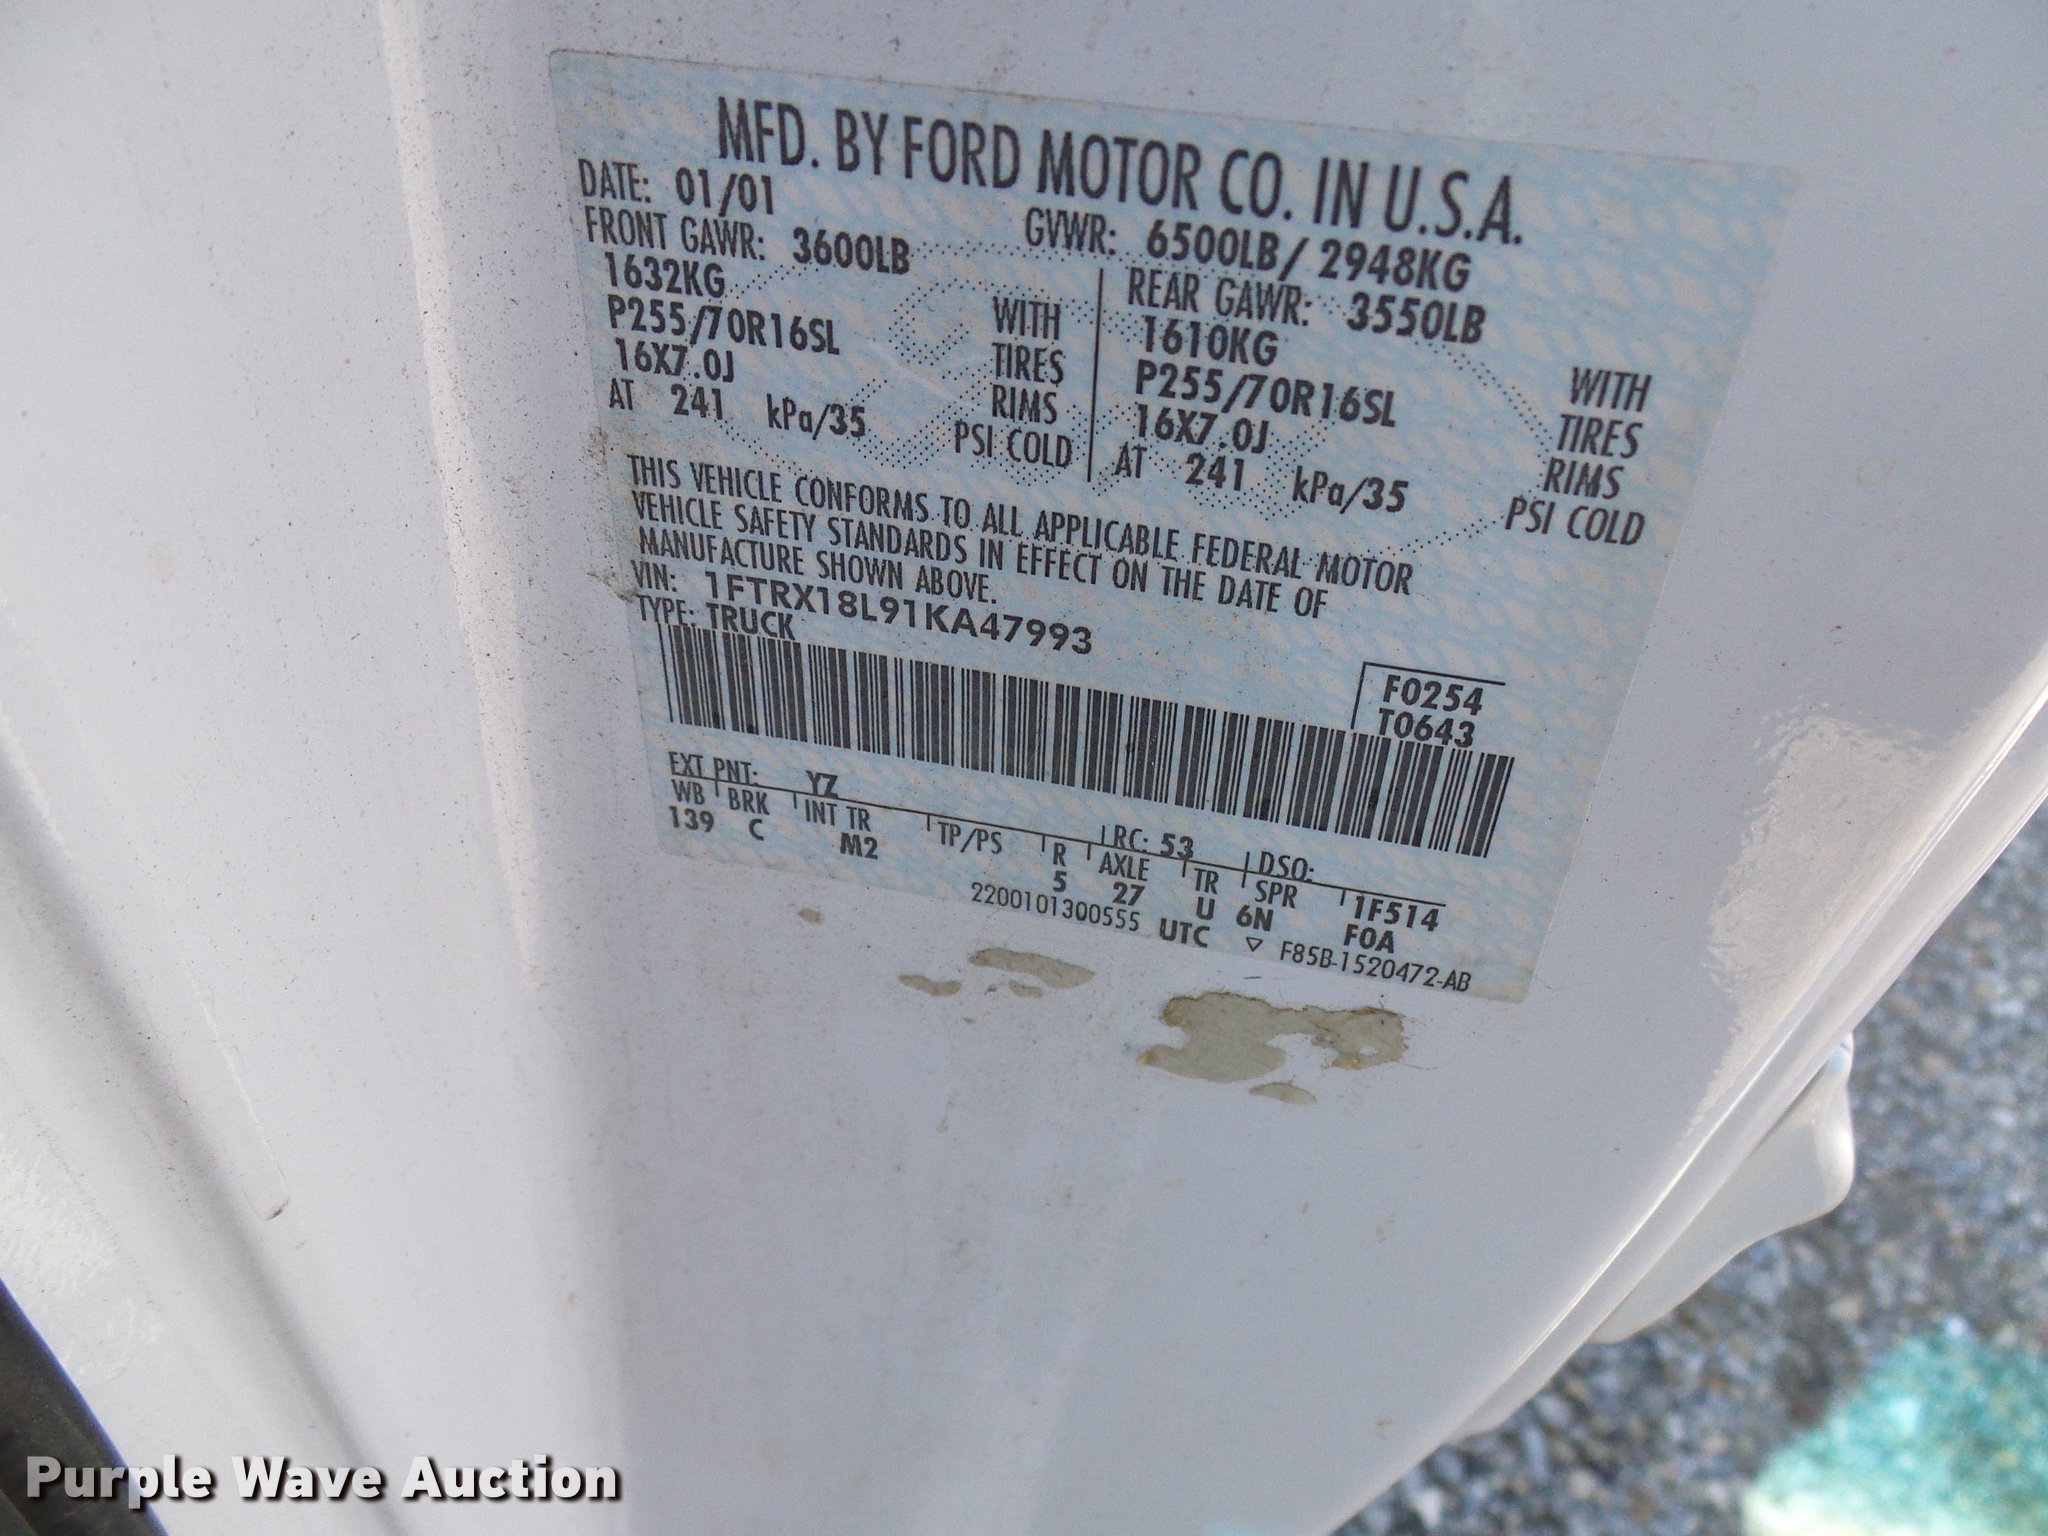 MFD. BY FORD MOTOR CO. IN U.S.A.
DATE: 01/01 GVWR: 6500LB/ 2948KG
FRONT GAWR: 3600LB REAR GAWR: 3550LB
1632KG WITH 1610KG WITH
P255/70R16SL TIRES P255/70R16SL TIRES
16X7.0J RIMS 16X7.0J RIMS
AT 241 kPa/35 PSI COLD AT 241 kPa/35 PSI COLD
THIS VEHICLE CONFORMS TO ALL APPLICABLE FEDERAL MOTOR
VEHICLE SAFETY STANDARDS IN EFFECT ON THE DATE OF
MANUFACTURE SHOWN ABOVE.
VIN: 1FTRX18L91KA47993
TYPE: TRUCK
F0254
T0643
EXT PNT: YZ RC: 53 DSO:
WB BRK INT TR TP/PS R AXLE TR SPR 1F514
139 C M2 5 27 U 6N F0A
2200101300555 UTC ▽ F85B-1520472-AB
Purple Wave Auction